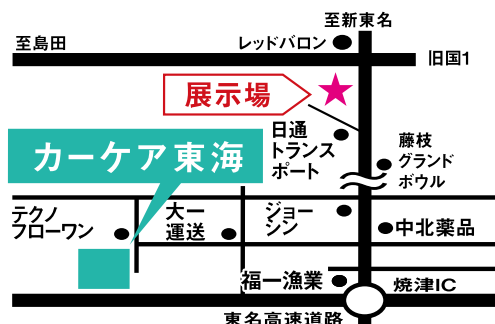 至新東名
至島田
レッドバロン
旧国1
展示場
日通
トランス
ポート
藤枝
グランド
ボウル
カーケア東海
テクノ
フローワン
大一
運送
ジョー
シン
中北薬品
福一漁業
焼津IC
東名高速道路